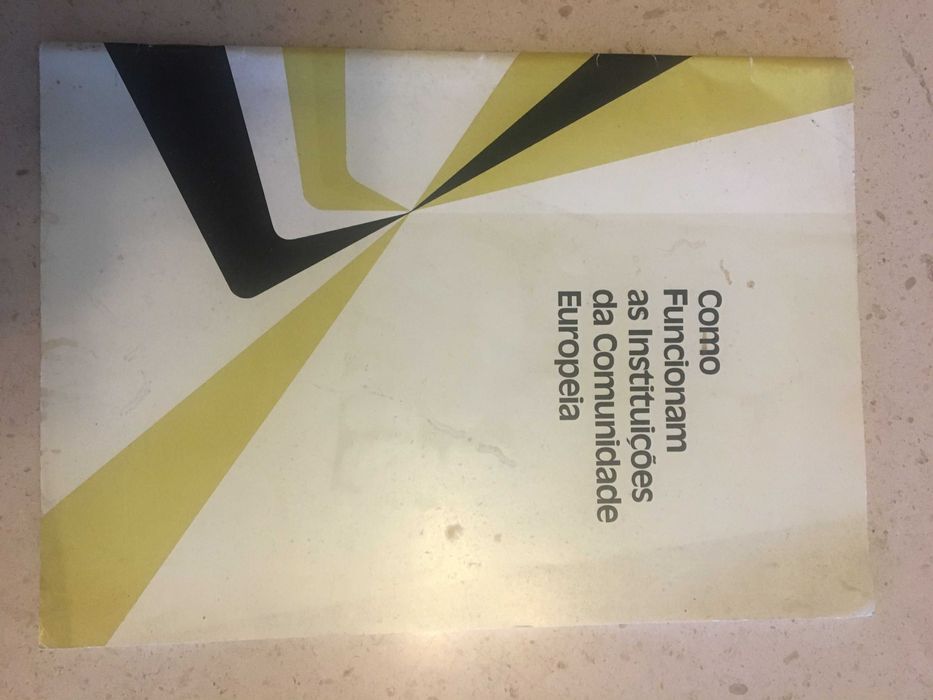 Como
Funcionam
as Instituições
da Comunidade
Europeia